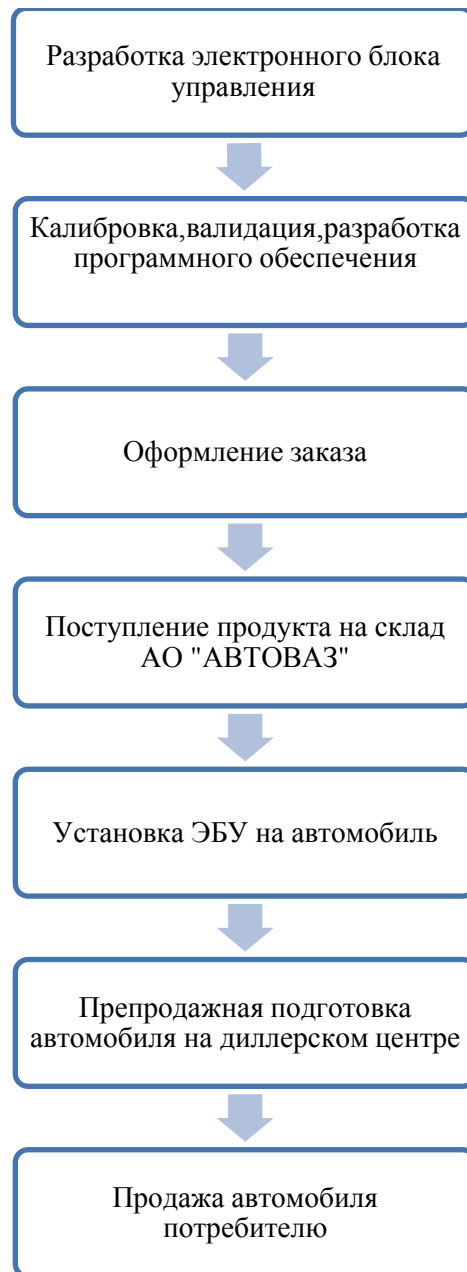 Разработка электронного блока
управления
Калибровка,валидация,разработка
программного обеспечения
Оформление заказа
Поступление продукта на склад
АО "АВТОВАЗ"
Установка ЭБУ на автомобиль
Препродажная подготовка
автомобиля на диллерском центре
Продажа автомобиля
потребителю